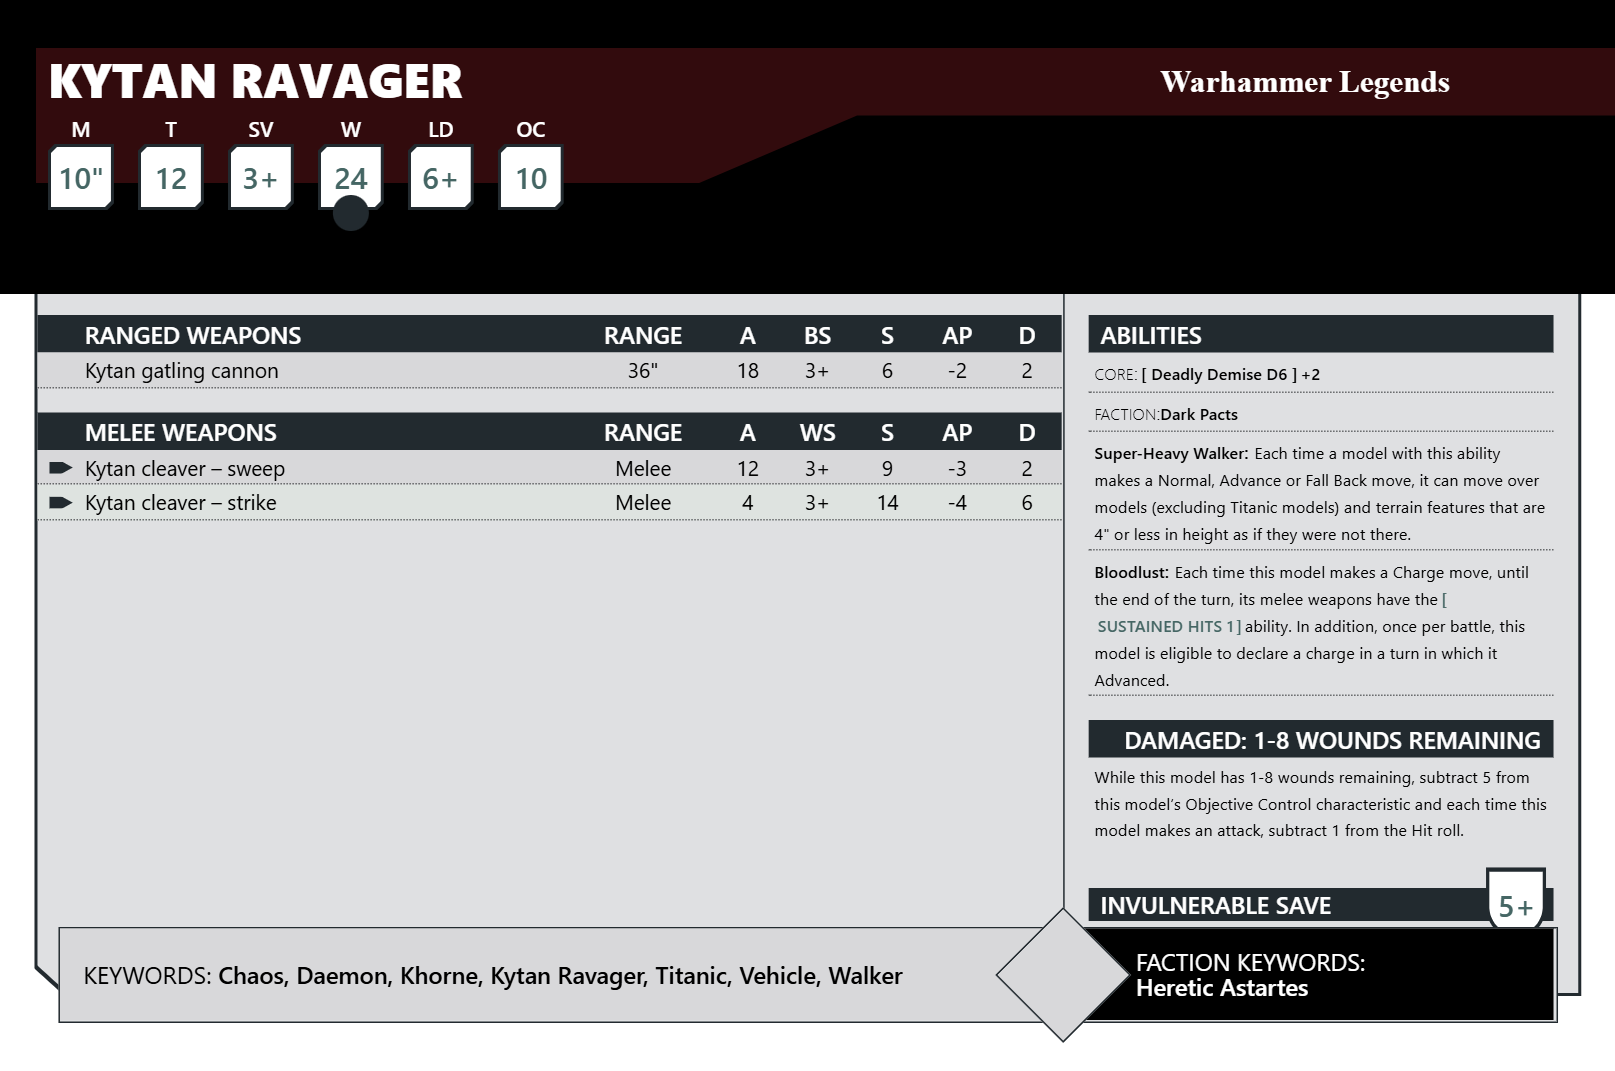 KYTAN RAVAGER
Warhammer Legends
M T SV W LD OC
10" 12 3+ 24 6+ 10
RANGED WEAPONS RANGE A BS S AP D
Kytan gatling cannon 36" 18 3+ 6 -2 2
MELEE WEAPONS RANGE A WS S AP D
Kytan cleaver – sweep Melee 12 3+ 9 -3 2
Kytan cleaver – strike Melee 4 3+ 14 -4 6
ABILITIES
CORE: [ Deadly Demise D6 ] +2
FACTION:Dark Pacts
Super-Heavy Walker: Each time a model with this ability
makes a Normal, Advance or Fall Back move, it can move over
models (excluding Titanic models) and terrain features that are
4" or less in height as if they were not there.
Bloodlust: Each time this model makes a Charge move, until
the end of the turn, its melee weapons have the [
SUSTAINED HITS 1] ability. In addition, once per battle, this
model is eligible to declare a charge in a turn in which it
Advanced.
DAMAGED: 1-8 WOUNDS REMAINING
While this model has 1-8 wounds remaining, subtract 5 from
this model’s Objective Control characteristic and each time this
model makes an attack, subtract 1 from the Hit roll.
INVULNERABLE SAVE 5+
KEYWORDS: Chaos, Daemon, Khorne, Kytan Ravager, Titanic, Vehicle, Walker
FACTION KEYWORDS:
Heretic Astartes